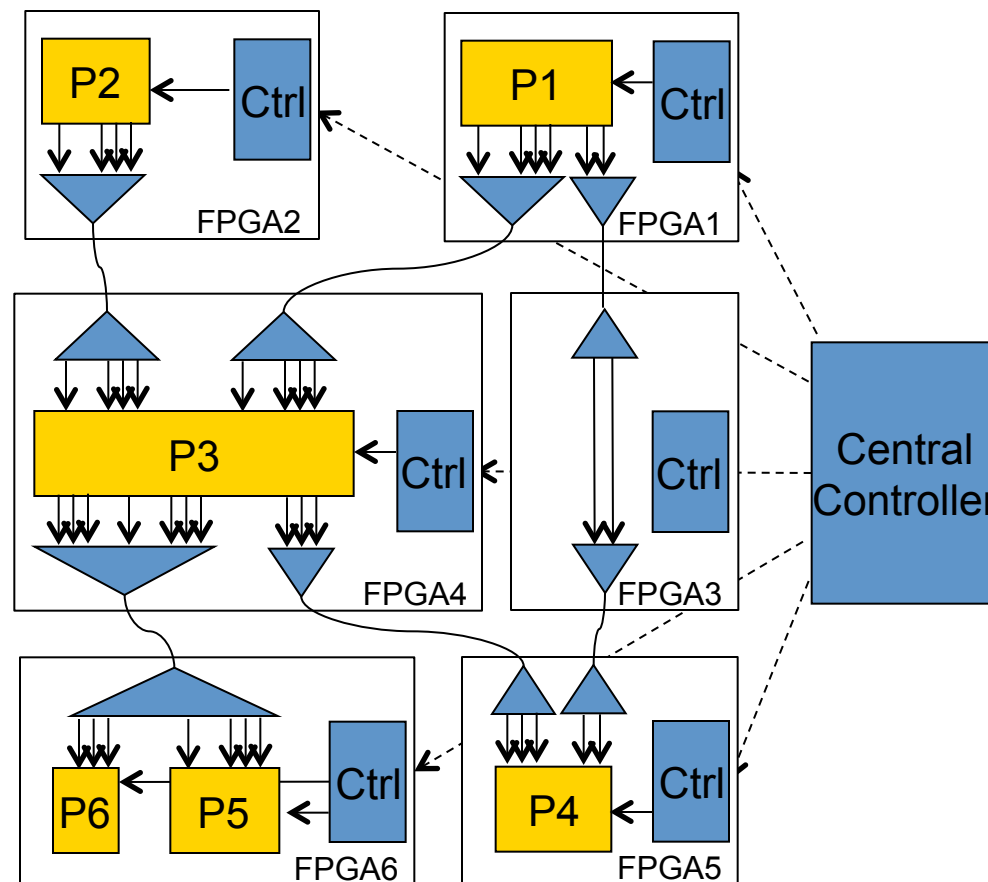 P2
Ctrl
FPGA2
P1
Ctrl
FPGA1
P3
Ctrl
FPGA4
Ctrl
FPGA3
Central
Controller
P6
P5
Ctrl
FPGA6
P4
Ctrl
FPGA5